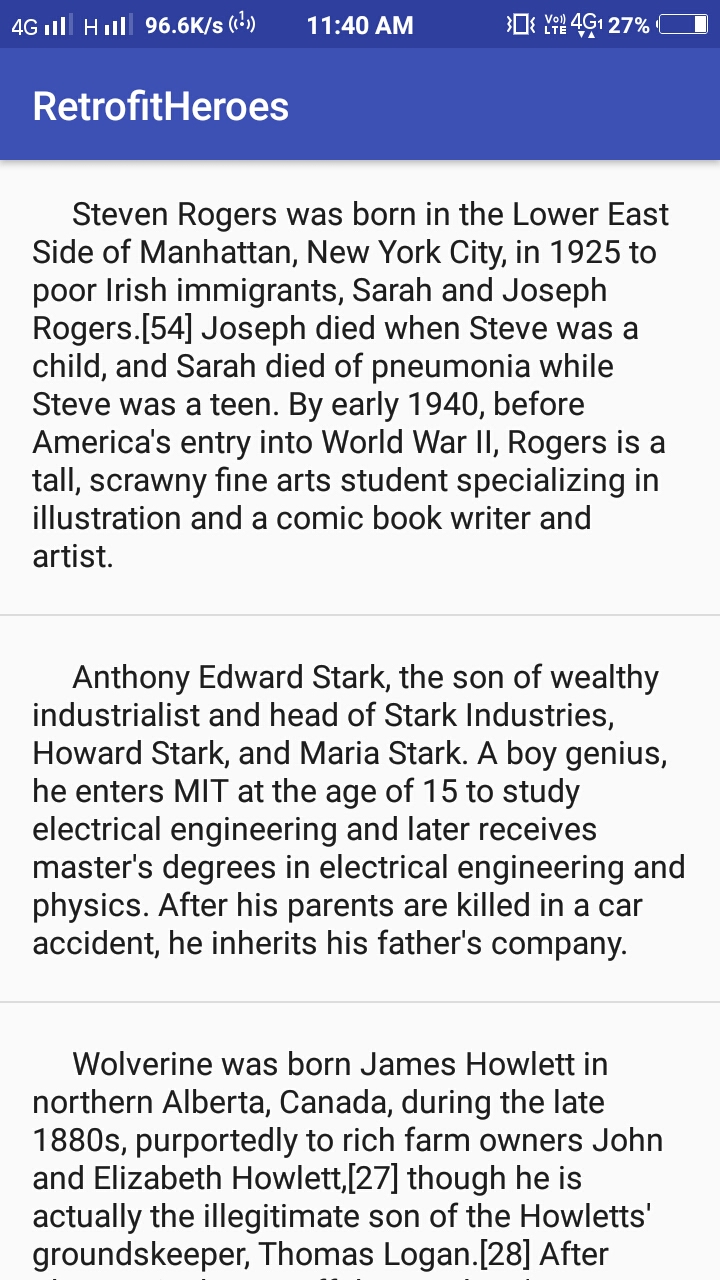 4G H 96.6K/s 11:40 AM Vo)) LTE 4G1 27%
RetrofitHeroes
Steven Rogers was born in the Lower East
Side of Manhattan, New York City, in 1925 to
poor Irish immigrants, Sarah and Joseph
Rogers.[54] Joseph died when Steve was a
child, and Sarah died of pneumonia while
Steve was a teen. By early 1940, before
America's entry into World War II, Rogers is a
tall, scrawny fine arts student specializing in
illustration and a comic book writer and
artist.
Anthony Edward Stark, the son of wealthy
industrialist and head of Stark Industries,
Howard Stark, and Maria Stark. A boy genius,
he enters MIT at the age of 15 to study
electrical engineering and later receives
master's degrees in electrical engineering and
physics. After his parents are killed in a car
accident, he inherits his father's company.
Wolverine was born James Howlett in
northern Alberta, Canada, during the late
1880s, purportedly to rich farm owners John
and Elizabeth Howlett,[27] though he is
actually the illegitimate son of the Howletts'
groundskeeper, Thomas Logan.[28] After